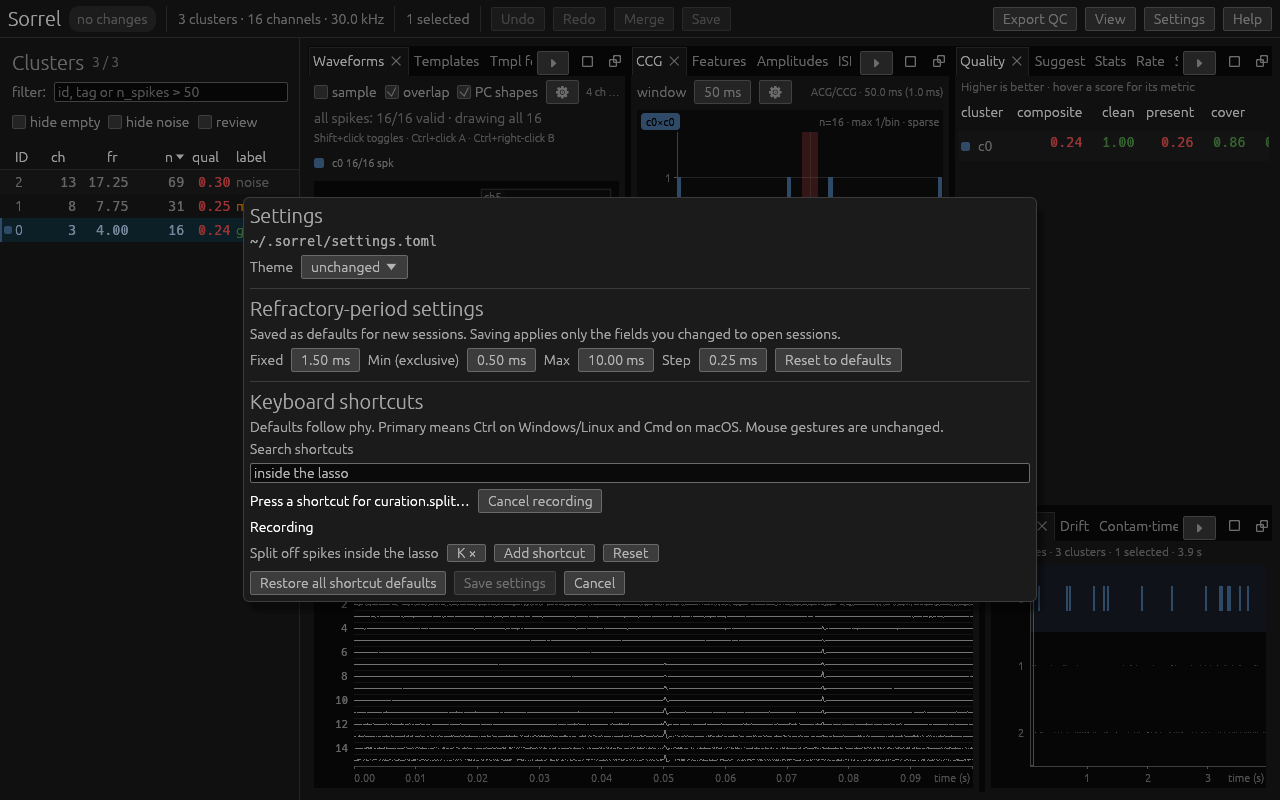 Sorrel no changes 3 clusters · 16 channels · 30.0 kHz 1 selected Undo Redo Merge Save Export QC View Settings Help
Clusters 3 / 3
filter: id, tag or n_spikes > 50
hide empty hide noise review
ID ch fr n qual label
2 13 17.25 69 0.30 noise
1 8 7.75 31 0.25
0 3 4.00 16 0.24
Waveforms Templates Tmpl
sample overlap PC shapes 4 ch …
all spikes: 16/16 valid · drawing all 16
Shift+click toggles · Ctrl+click A · Ctrl+right-click B
c0 16/16 spk
ch5
CCG Features Amplitudes ISI
window 50 ms ACG/CCG · 50.0 ms (1.0 ms)
c0×c0 n=16 · max 1/bin · sparse
1
Quality Suggest Stats Rate
Higher is better · hover a score for its metric
cluster composite clean present cover
c0 0.24 1.00 0.26 0.86
Settings
~/.sorrel/settings.toml
Theme unchanged
Refractory-period settings
Saved as defaults for new sessions. Saving applies only the fields you changed to open sessions.
Fixed 1.50 ms Min (exclusive) 0.50 ms Max 10.00 ms Step 0.25 ms Reset to defaults
Keyboard shortcuts
Defaults follow phy. Primary means Ctrl on Windows/Linux and Cmd on macOS. Mouse gestures are unchanged.
Search shortcuts
inside the lasso
Press a shortcut for curation.split… Cancel recording
Recording
Split off spikes inside the lasso K × Add shortcut Reset
Restore all shortcut defaults Save settings Cancel
2
4
6
8
10
12
14
0.00 0.01 0.02 0.03 0.04 0.05 0.06 0.07 0.08 0.09 time (s)
Drift Contam-time
· 3 clusters · 1 selected · 3.9 s
1
2
1 2 3 time (s)